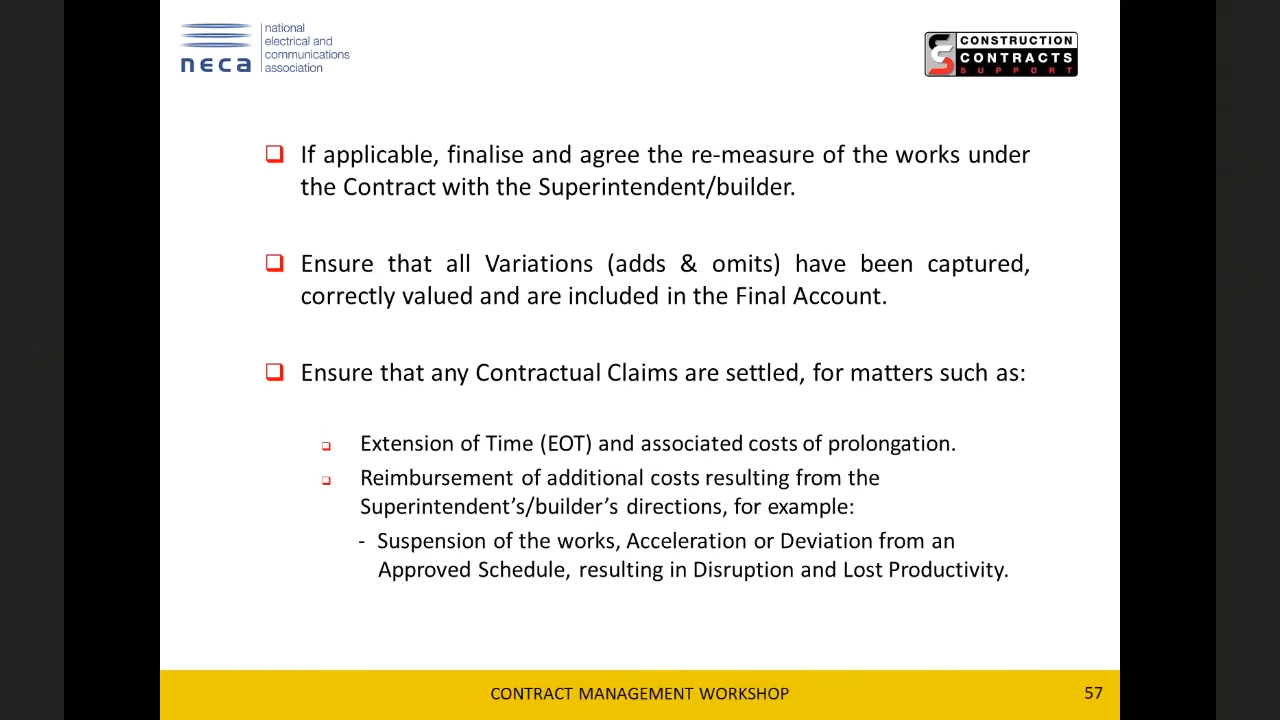 national
electrical and
communications
association
neca
CONSTRUCTION
CONTRACTS
SUPPORT
If applicable, finalise and agree the re-measure of the works under
the Contract with the Superintendent/builder.
Ensure that all Variations (adds & omits) have been captured,
correctly valued and are included in the Final Account.
Ensure that any Contractual Claims are settled, for matters such as:
Extension of Time (EOT) and associated costs of prolongation.
Reimbursement of additional costs resulting from the
Superintendent’s/builder’s directions, for example:
- Suspension of the works, Acceleration or Deviation from an
Approved Schedule, resulting in Disruption and Lost Productivity.
CONTRACT MANAGEMENT WORKSHOP
57